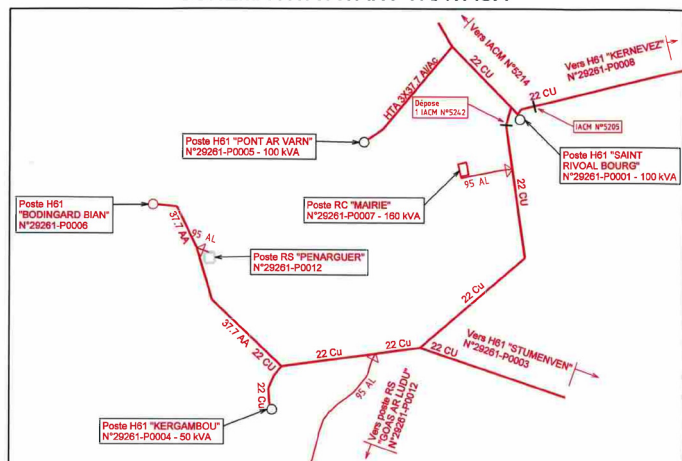 Vers IACM N°5214
22 CU
Vers H61 "KERNEVEZ"
N°29261-P0008
22 CU
HTA 3X37.7 Al/Ac
Dépose
1 IACM N°5242
IACM N°5205
Poste H61 "PONT AR VARN"
N°29261-P0005 - 100 kVA
Poste H61 "SAINT
RIVOAL BOURG"
N°29261-P0001 - 100 kVA
Poste RC "MAIRIE"
N°29261-P0007 - 160 kVA
95 AL
22 CU
Poste H61
"BODINGARD BIAN"
N°29261-P0006
37.7 AA
95 AL
Poste RS "PENARGUER"
N°29261-P0012
22 Cu
37.7 AA
22 CU
22 Cu
22 Cu
22 CU
Vers H61 "STUMENVEN"
N°29261-P0003
22 Cu
95 AL
Vers poste RS
"GOAS AR LUDU"
N°29261-P0012
Poste H61 "KERGAMBOU"
N°29261-P0004 - 50 kVA